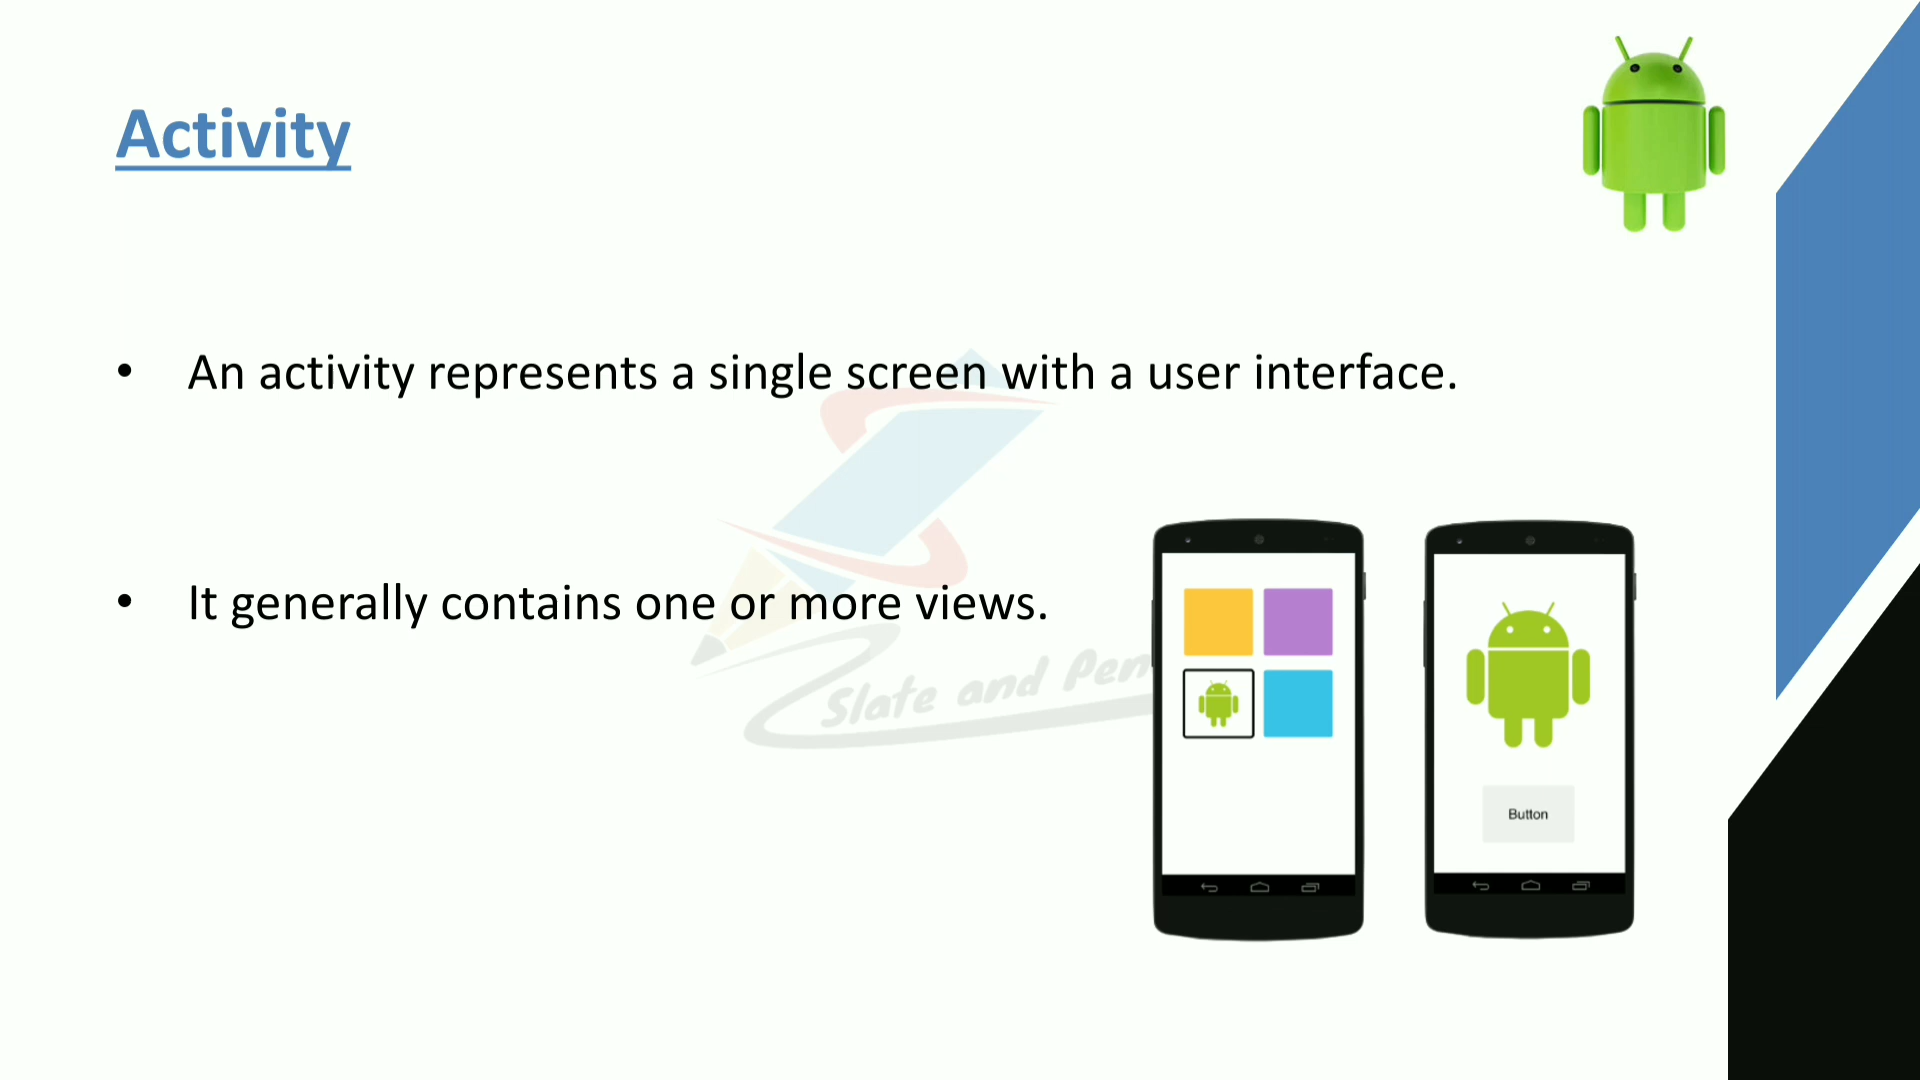 Activity
• An activity represents a single screen with a user interface.
• It generally contains one or more views.
Slate and Pen
Button